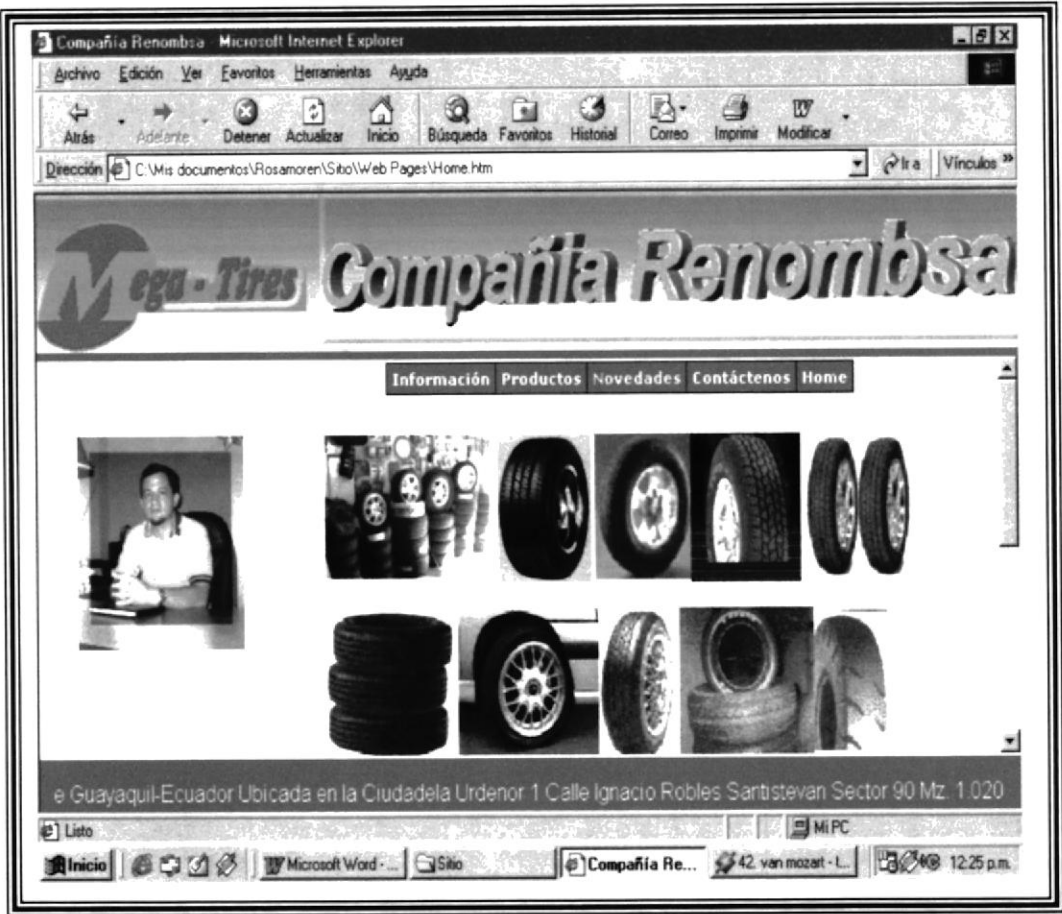 Compañía Renombsa - Microsoft Internet Explorer
Archivo Edición Ver Favoritos Herramientas Ayuda
Atrás Adelante Detener Actualizar Inicio Búsqueda Favoritos Historial Correo Imprimir Modificar
Dirección C:\Mis documentos\Rosamoren\Sitio\Web Pages\Home.htm Ir a Vínculos »
Mega - Tires Compañía Renombsa
Información Productos Novedades Contáctenos Home
e Guayaquil-Ecuador Ubicada en la Ciudadela Urdenor 1 Calle Ignacio Robles Santistevan Sector 90 Mz. 1.020
Listo Mi PC
Inicio Microsoft Word - ... Sitio Compañía Re... 42. van mozart - L... 12:25 p.m.